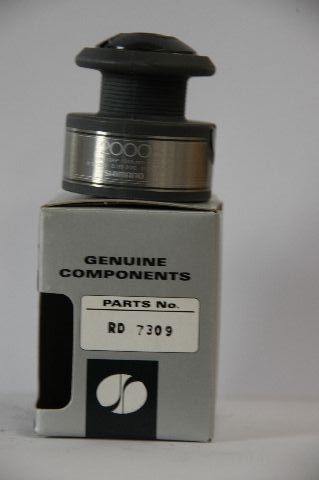 2000
SHIMANO
GENUINE
COMPONENTS
PARTS No.
RD 7309